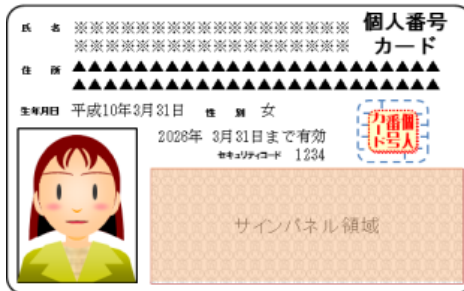 氏 名 ※※※※※※※※※※※※※※※※※※
※※※※※※※※※※※※※※※※※※
個人番号
カード
住 所 ▲▲▲▲▲▲▲▲▲▲▲▲▲▲▲▲▲▲▲▲▲▲▲▲
▲▲▲▲▲▲▲▲▲▲▲▲▲▲▲▲▲▲▲▲▲▲▲▲
生年月日 平成10年3月31日 性 別 女
2026年 3月31日まで有効
セキュリティコード 1234
個人
番号
カード
サインパネル領域